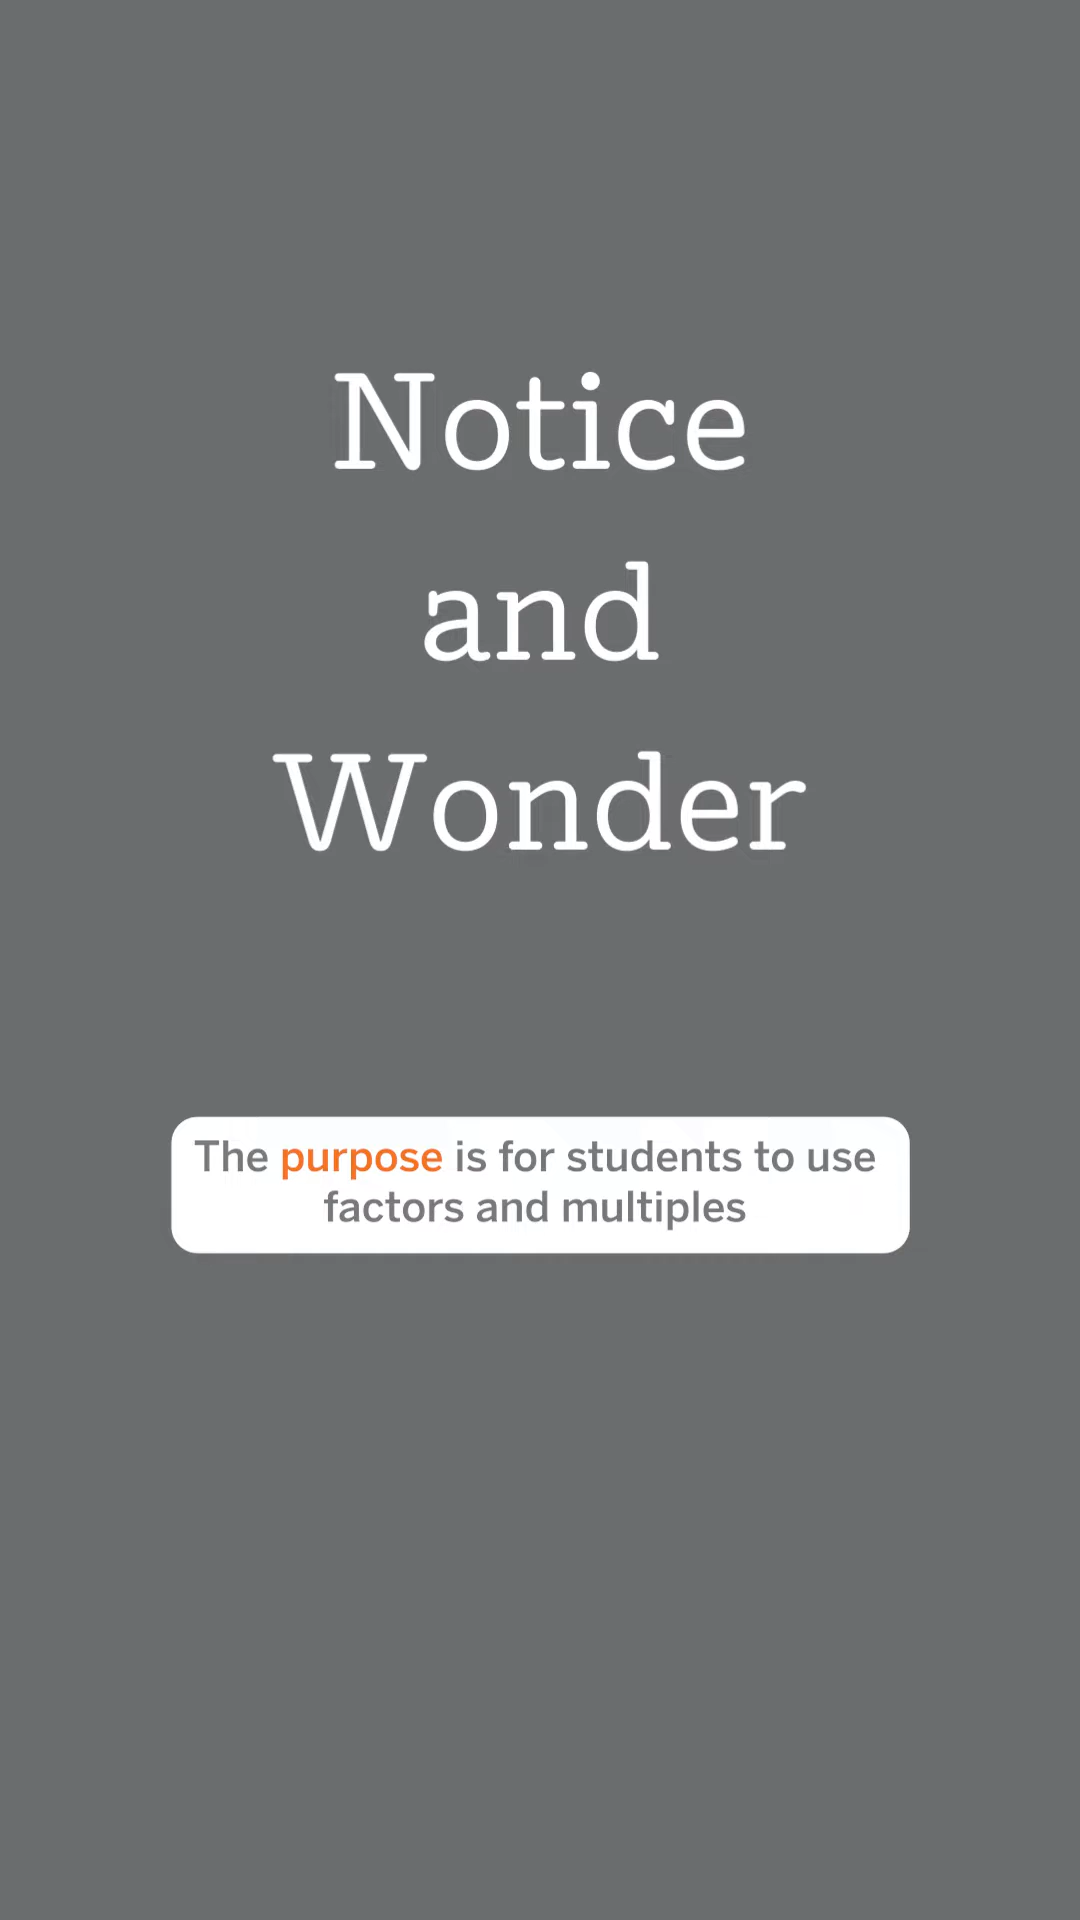 Notice
and
Wonder
The purpose is for students to use
factors and multiples